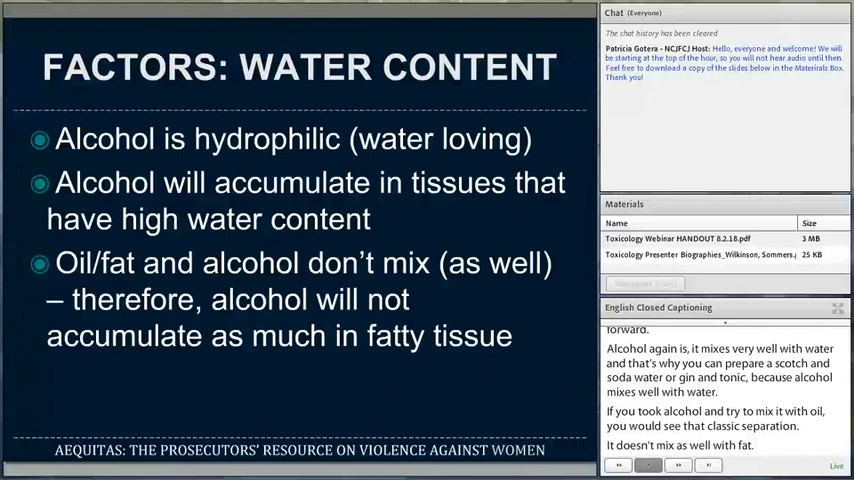 FACTORS: WATER CONTENT
Alcohol is hydrophilic (water loving)
Alcohol will accumulate in tissues that
have high water content
Oil/fat and alcohol don't mix (as well)
– therefore, alcohol will not
accumulate as much in fatty tissue
AEQUITAS: THE PROSECUTORS' RESOURCE ON VIOLENCE AGAINST WOMEN
Chat (Everyone)
The chat history has been cleared
Patricia Gotera - NCJFCJ Host: Hello, everyone and welcome! We will
be starting at the top of the hour, so you will not hear audio until then.
Feel free to download a copy of the slides below in the Materirals Box.
Thank you!
Materials
Name Size
Toxicology Webinar HANDOUT 8.2.18.pdf 3 MB
Toxicology Presenter Biographies_Wilkinson, Sommers.p 25 KB
English Closed Captioning
forward.
Alcohol again is, it mixes very well with water
and that's why you can prepare a scotch and
soda water or gin and tonic, because alcohol
mixes well with water.
If you took alcohol and try to mix it with oil,
you would see that classic separation.
It doesn't mix as well with fat.
Live